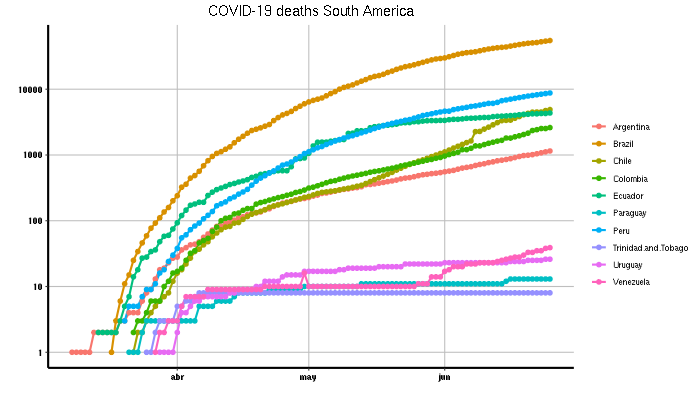 COVID-19 deaths South America
10000
1000
100
10
1
abr may jun
Argentina
Brazil
Chile
Colombia
Ecuador
Paraguay
Peru
Trinidad.and.Tobago
Uruguay
Venezuela